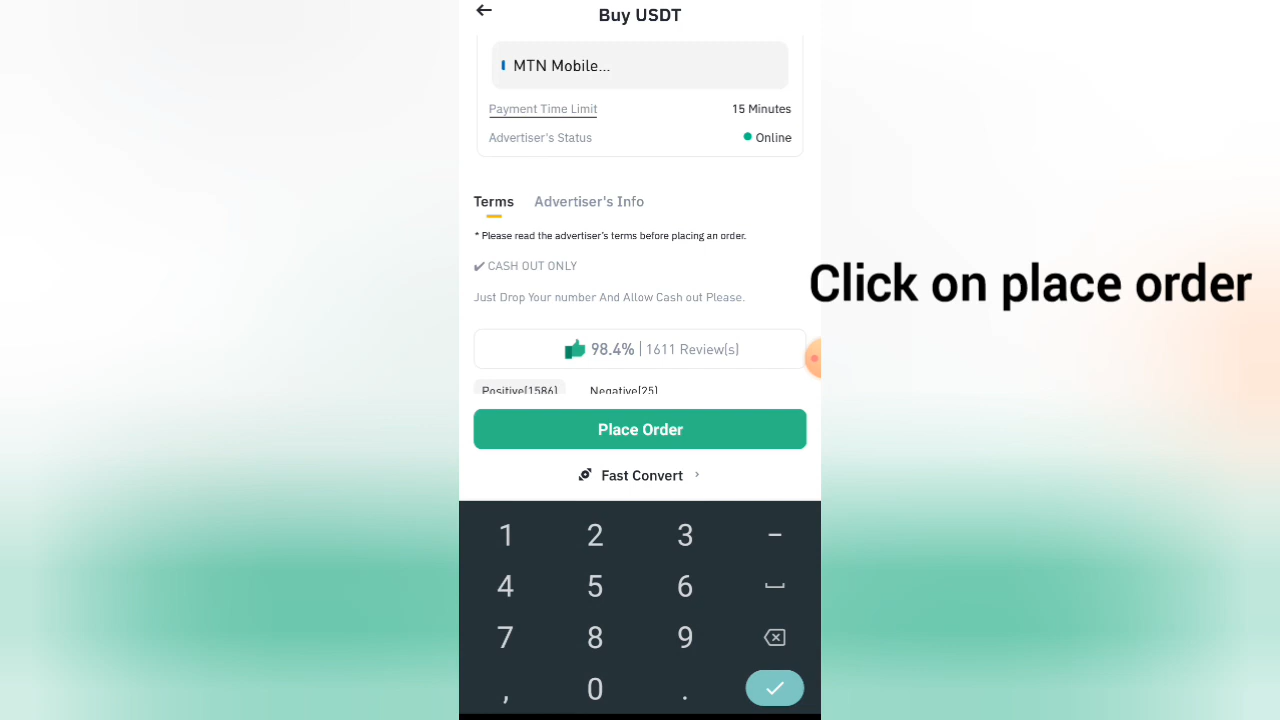 Buy USDT
MTN Mobile...
Payment Time Limit 15 Minutes
Advertiser's Status Online
Terms Advertiser's Info
* Please read the advertiser's terms before placing an order.
✔ CASH OUT ONLY
Just Drop Your number And Allow Cash out Please.
98.4% | 1611 Review(s)
Positive(1586) Negative(25)
Place Order
Fast Convert
1 2 3 –
4 5 6
7 8 9
, 0 .
Click on place order